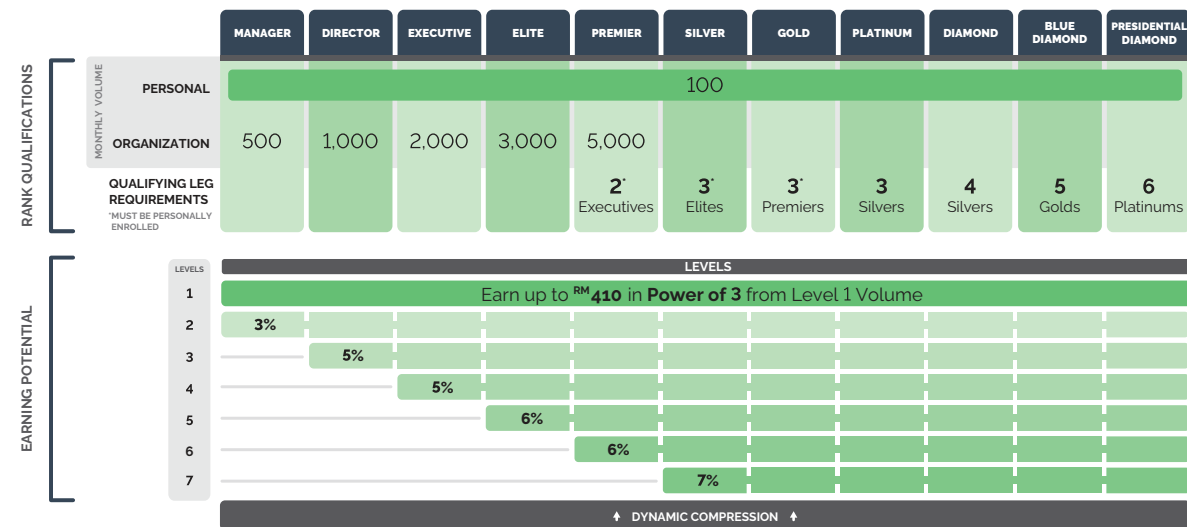 MANAGER DIRECTOR EXECUTIVE ELITE PREMIER SILVER GOLD PLATINUM DIAMOND BLUE DIAMOND PRESIDENTIAL DIAMOND
RANK QUALIFICATIONS
MONTHLY VOLUME
PERSONAL 100
ORGANIZATION 500 1,000 2,000 3,000 5,000
QUALIFYING LEG REQUIREMENTS
*MUST BE PERSONALLY
ENROLLED
2* 3* 3* 3 4 5 6
Executives Elites Premiers Silvers Silvers Golds Platinums
EARNING POTENTIAL
LEVELS LEVELS
1 Earn up to RM410 in Power of 3 from Level 1 Volume
2 3%
3 5%
4 5%
5 6%
6 6%
7 7%
DYNAMIC COMPRESSION